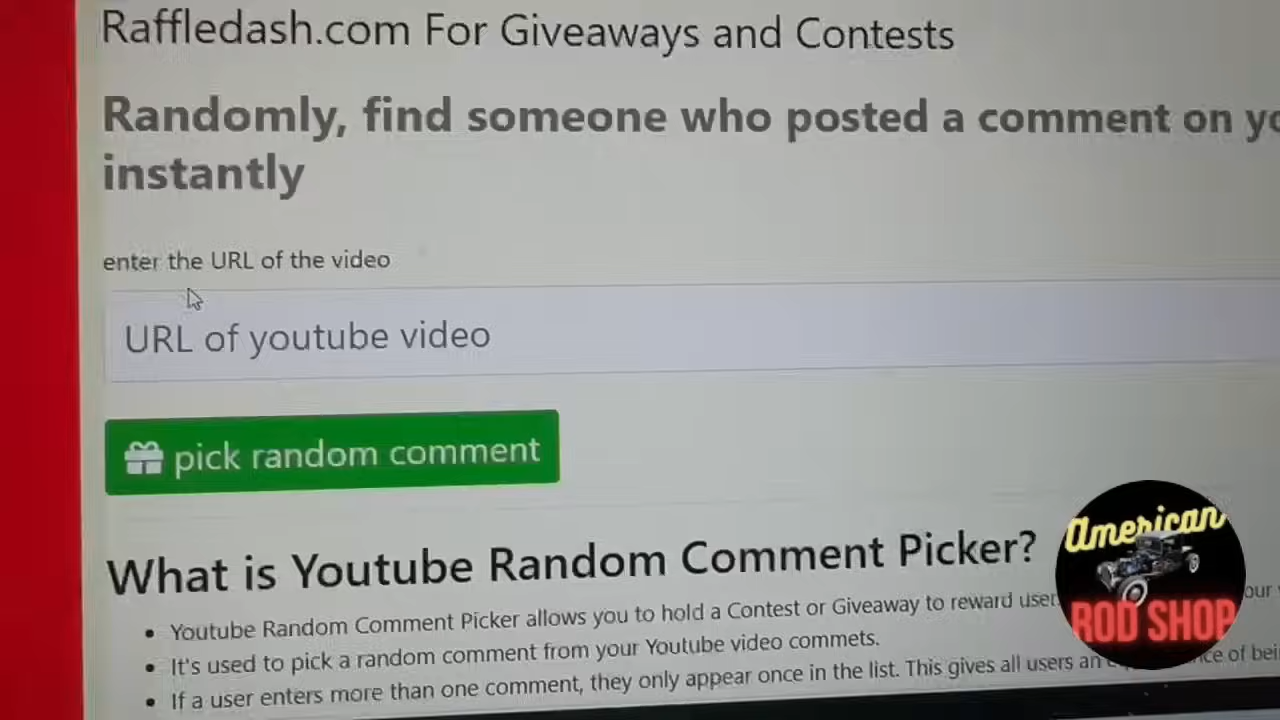 Raffledash.com For Giveaways and Contests
Randomly, find someone who posted a comment on
instantly
enter the URL of the video
URL of youtube video
pick random comment
What is Youtube Random Comment Picker?
Youtube Random Comment Picker allows you to hold a Contest or Giveaway to reward
It's used to pick a random comment from your Youtube video commets.
If a user enters more than one comment, they only appear once in the list. This gives all users an of
American
ROD SHOP